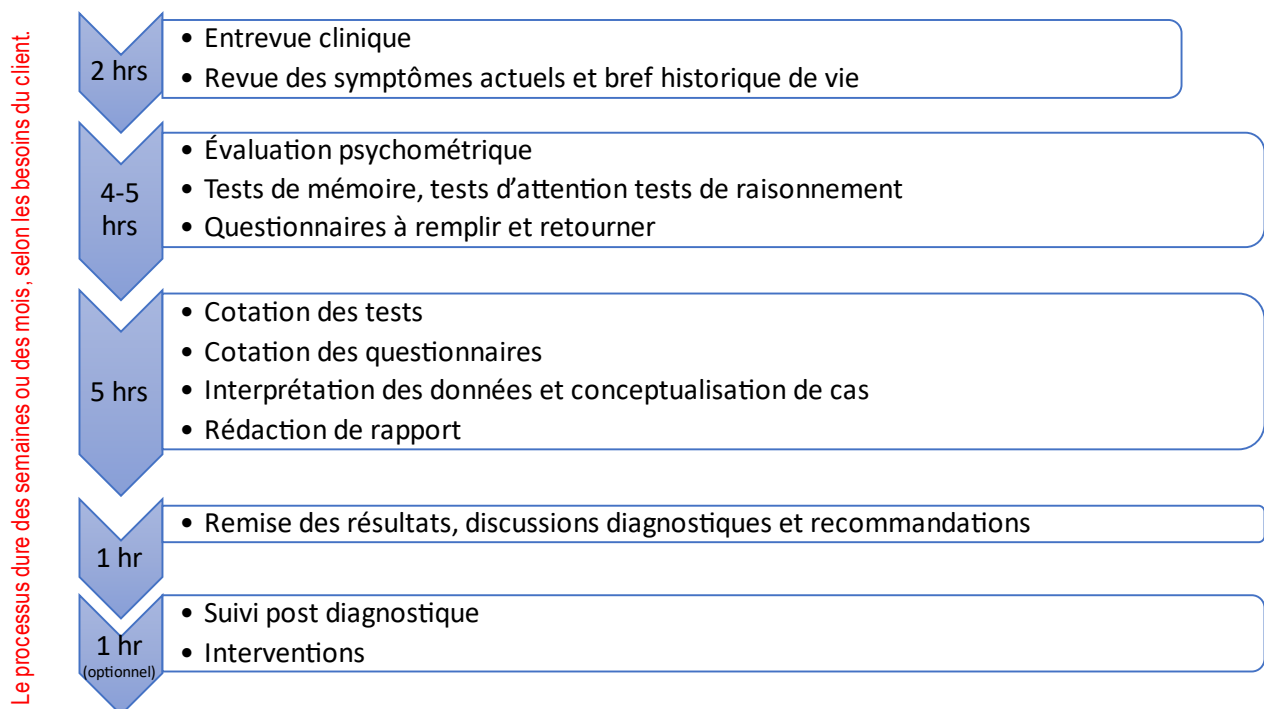 Le processus dure des semaines ou des mois, selon les besoins du client.
2 hrs
• Entrevue clinique
• Revue des symptômes actuels et bref historique de vie
4-5
hrs
• Évaluation psychométrique
• Tests de mémoire, tests d’attention tests de raisonnement
• Questionnaires à remplir et retourner
5 hrs
• Cotation des tests
• Cotation des questionnaires
• Interprétation des données et conceptualisation de cas
• Rédaction de rapport
1 hr
• Remise des résultats, discussions diagnostiques et recommandations
1 hr
(optionnel)
• Suivi post diagnostique
• Interventions